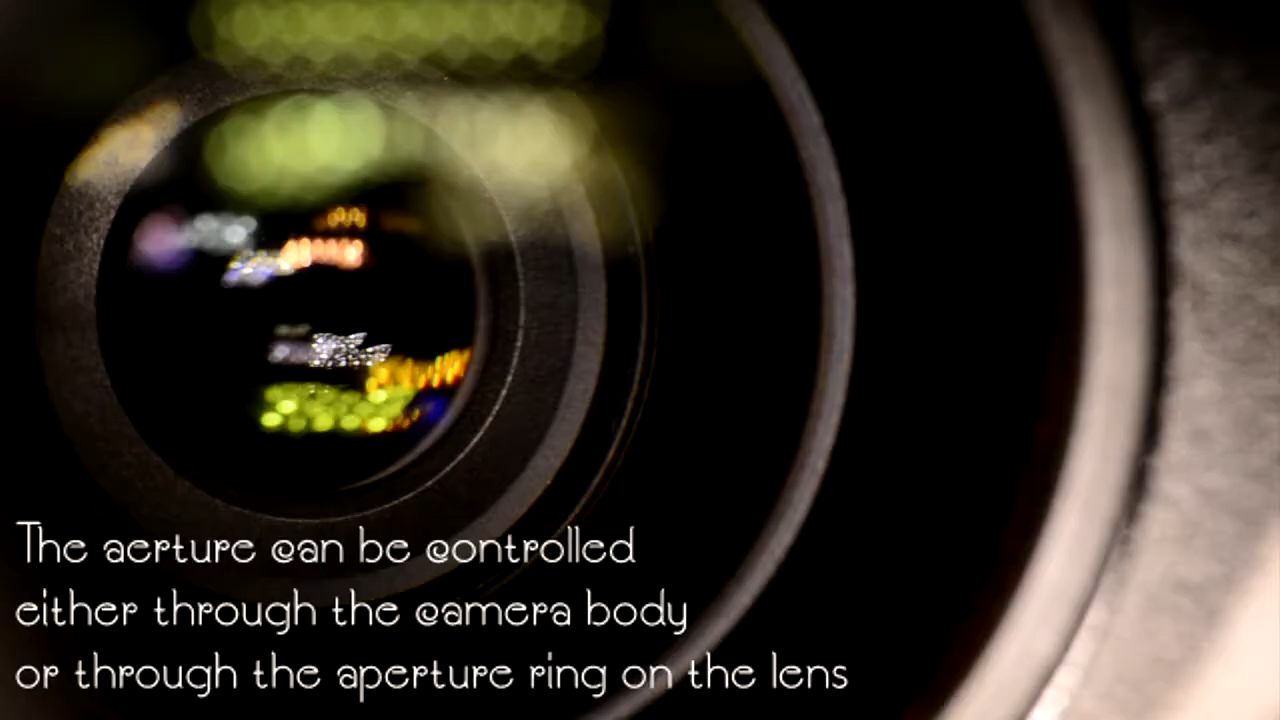 The aerture can be controlled
either through the camera body
or through the aperture ring on the lens